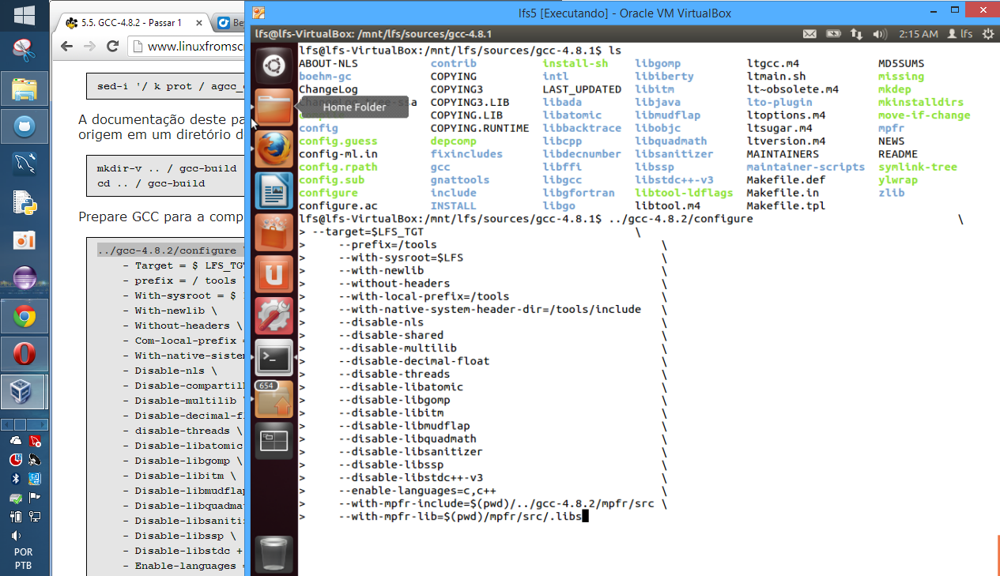 5.5. GCC-4.8.2 - Passar 1
Be
www.linuxfromscr
sed-i '/ k prot / agcc_
A documentação deste pa
origem em um diretório d
mkdir-v .. / gcc-build
cd .. / gcc-build
Prepare GCC para a comp
../gcc-4.8.2/configure \
- Target = $ LFS_TGT
- prefix = / tools \
- With-sysroot = $
- With-newlib \
- Without-headers \
- Com-local-prefix =
- With-native-sistem
- Disable-nls \
- Disable-compartill
- Disable-multilib \
- Disable-decimal-fl
- disable-threads \
- Disable-libatomic
- Disable-libgomp \
- Disable-libitm \
- Disable-libmudflap
- Disable-libquadmat
- Disable-libsanitiz
- Disable-libssp \
- Disable-libstdc +
- Enable-languages =
POR
PTB
lfs5 [Executando] - Oracle VM VirtualBox
lfs@lfs-VirtualBox: /mnt/lfs/sources/gcc-4.8.1
2:15 AM lfs
Home Folder
654
lfs@lfs-VirtualBox:/mnt/lfs/sources/gcc-4.8.1$ ls
ABOUT-NLS contrib install-sh libgomp ltgcc.m4 MD5SUMS
boehm-gc COPYING intl libiberty ltmain.sh missing
ChangeLog COPYING3 LAST_UPDATED libitm lt~obsolete.m4 mkdep
ChangeLog.tree-ssa COPYING3.LIB libada libjava lto-plugin mkinstalldirs
compile COPYING.LIB libatomic libmudflap ltoptions.m4 move-if-change
config COPYING.RUNTIME libbacktrace libobjc ltsugar.m4 mpfr
config.guess depcomp libcpp libquadmath ltversion.m4 NEWS
config-ml.in fixincludes libdecnumber libsanitizer MAINTAINERS README
config.rpath gcc libffi libssp maintainer-scripts symlink-tree
config.sub gnattools libgcc libstdc++-v3 Makefile.def ylwrap
configure include libgfortran libtool-ldflags Makefile.in zlib
configure.ac INSTALL libgo libtool.m4 Makefile.tpl
lfs@lfs-VirtualBox:/mnt/lfs/sources/gcc-4.8.1$ ../gcc-4.8.2/configure \
> --target=$LFS_TGT \
> --prefix=/tools \
> --with-sysroot=$LFS \
> --with-newlib \
> --without-headers \
> --with-local-prefix=/tools \
> --with-native-system-header-dir=/tools/include \
> --disable-nls \
> --disable-shared \
> --disable-multilib \
> --disable-decimal-float \
> --disable-threads \
> --disable-libatomic \
> --disable-libgomp \
> --disable-libitm \
> --disable-libmudflap \
> --disable-libquadmath \
> --disable-libsanitizer \
> --disable-libssp \
> --disable-libstdc++-v3 \
> --enable-languages=c,c++ \
> --with-mpfr-include=$(pwd)/../gcc-4.8.2/mpfr/src \
> --with-mpfr-lib=$(pwd)/mpfr/src/.libs